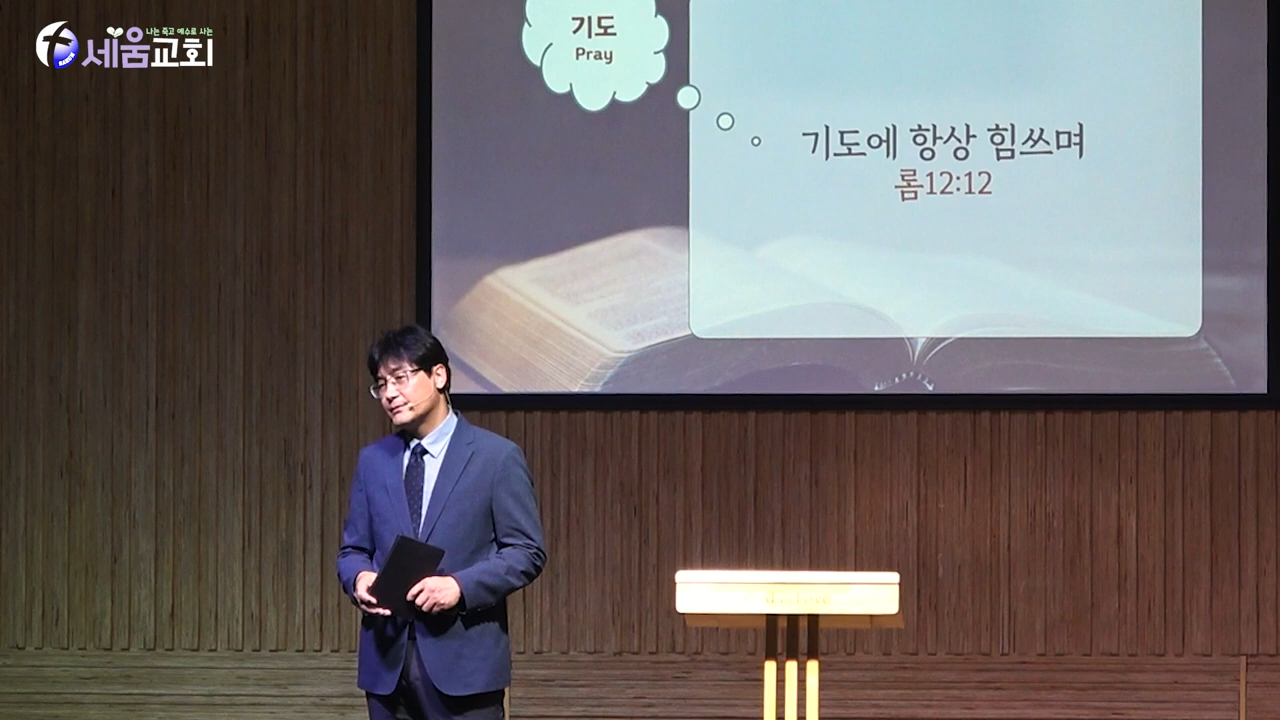 나는 죽고 예수로 사는
세움교회
기도
Pray
기도에 항상 힘쓰며
롬12:12